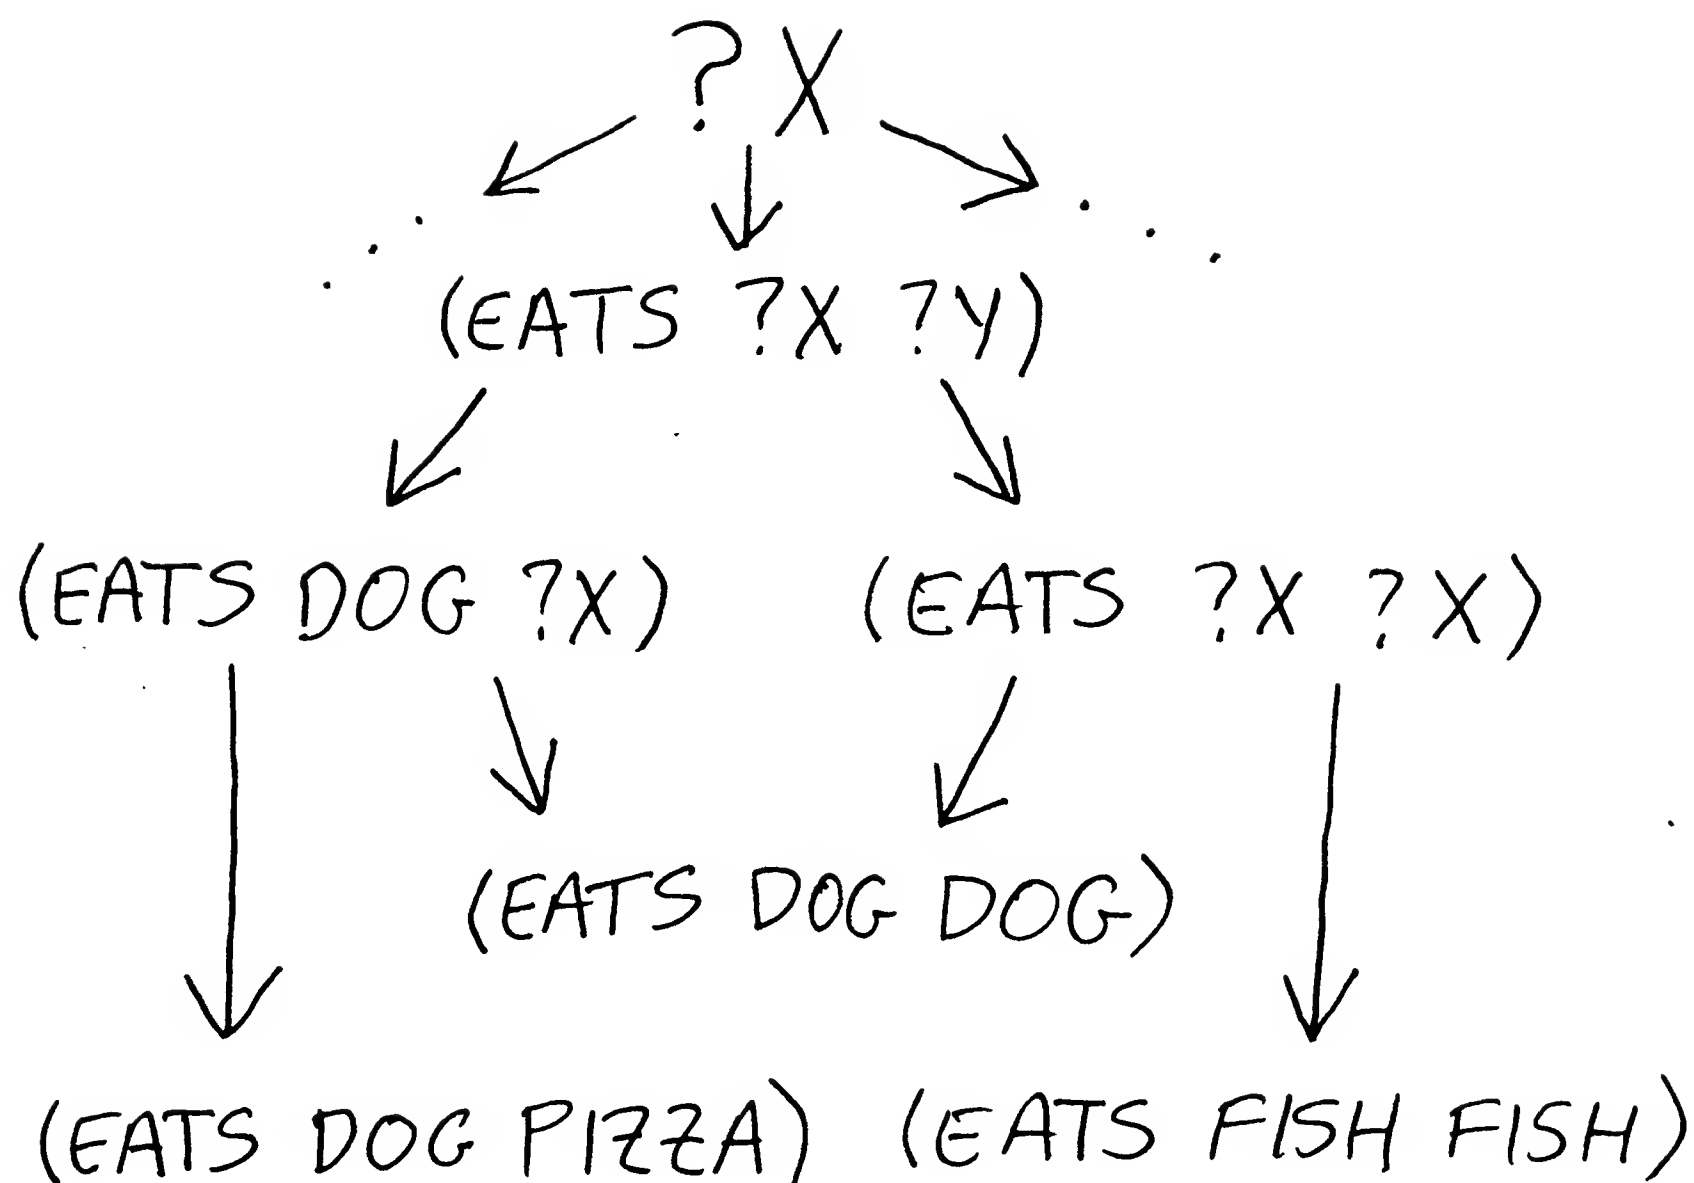 ?X
(EATS ?X ?Y)
(EATS DOG ?X) (EATS ?X ?X)
(EATS DOG DOG)
(EATS DOG PIZZA) (EATS FISH FISH)